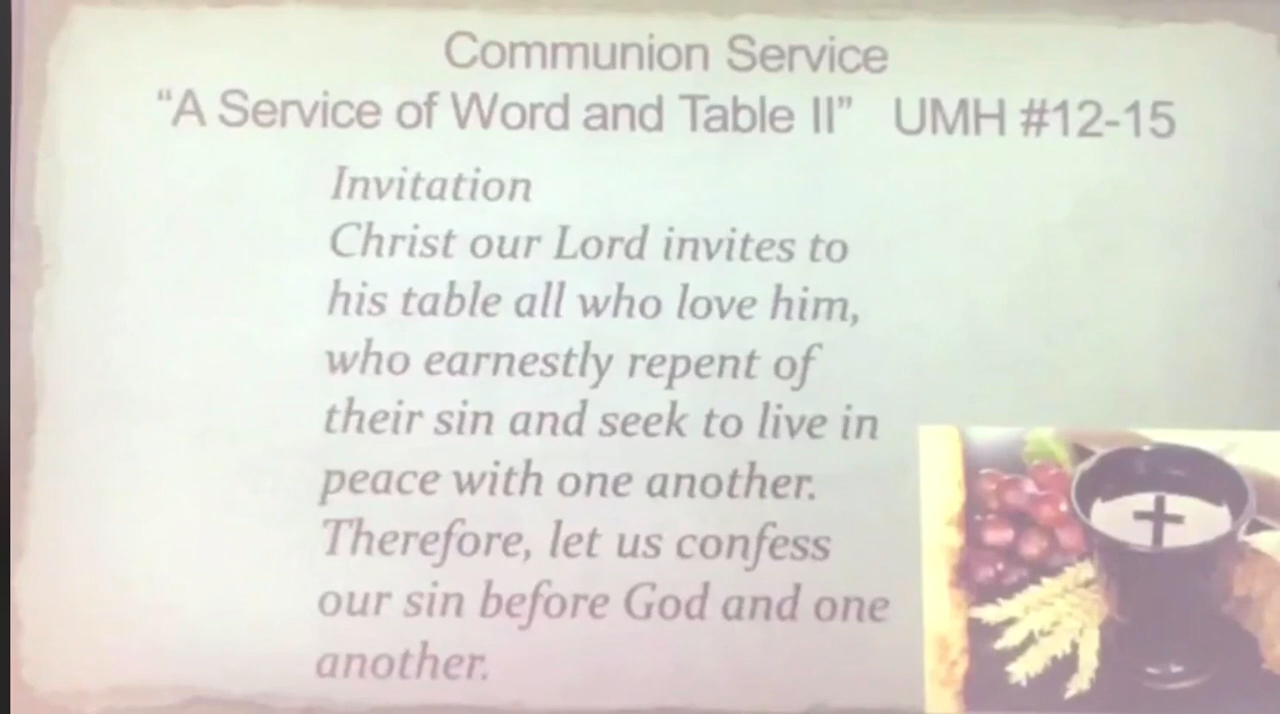 Communion Service
“A Service of Word and Table II” UMH #12-15
Invitation
Christ our Lord invites to
his table all who love him,
who earnestly repent of
their sin and seek to live in
peace with one another.
Therefore, let us confess
our sin before God and one
another.